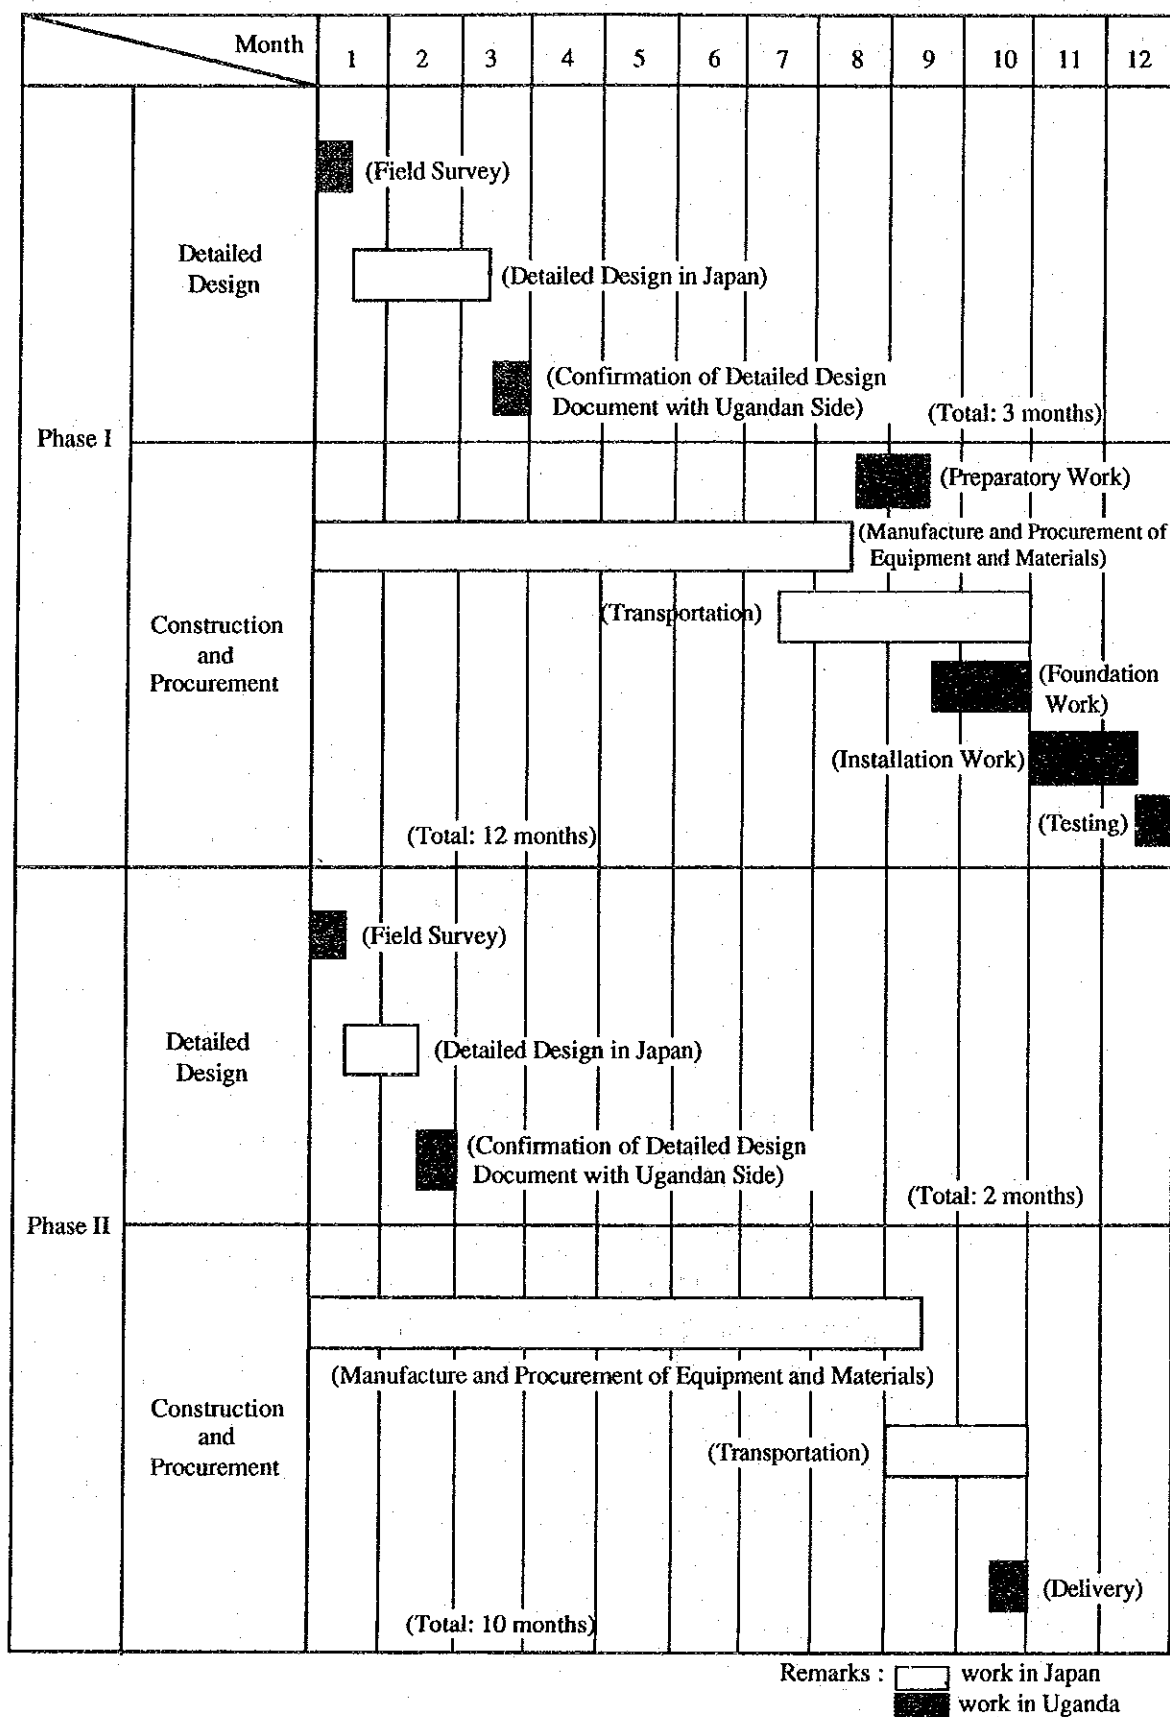 Month
1 2 3 4 5 6 7 8 9 10 11 12
Phase I
Detailed
Design
(Field Survey)
(Detailed Design in Japan)
(Confirmation of Detailed Design
Document with Ugandan Side)
(Total: 3 months)
Construction
and
Procurement
(Preparatory Work)
(Manufacture and Procurement of
Equipment and Materials)
(Transportation)
(Foundation
Work)
(Installation Work)
(Testing)
(Total: 12 months)
Phase II
Detailed
Design
(Field Survey)
(Detailed Design in Japan)
(Confirmation of Detailed Design
Document with Ugandan Side)
(Total: 2 months)
Construction
and
Procurement
(Manufacture and Procurement of Equipment and Materials)
(Transportation)
(Delivery)
(Total: 10 months)
Remarks : work in Japan
work in Uganda